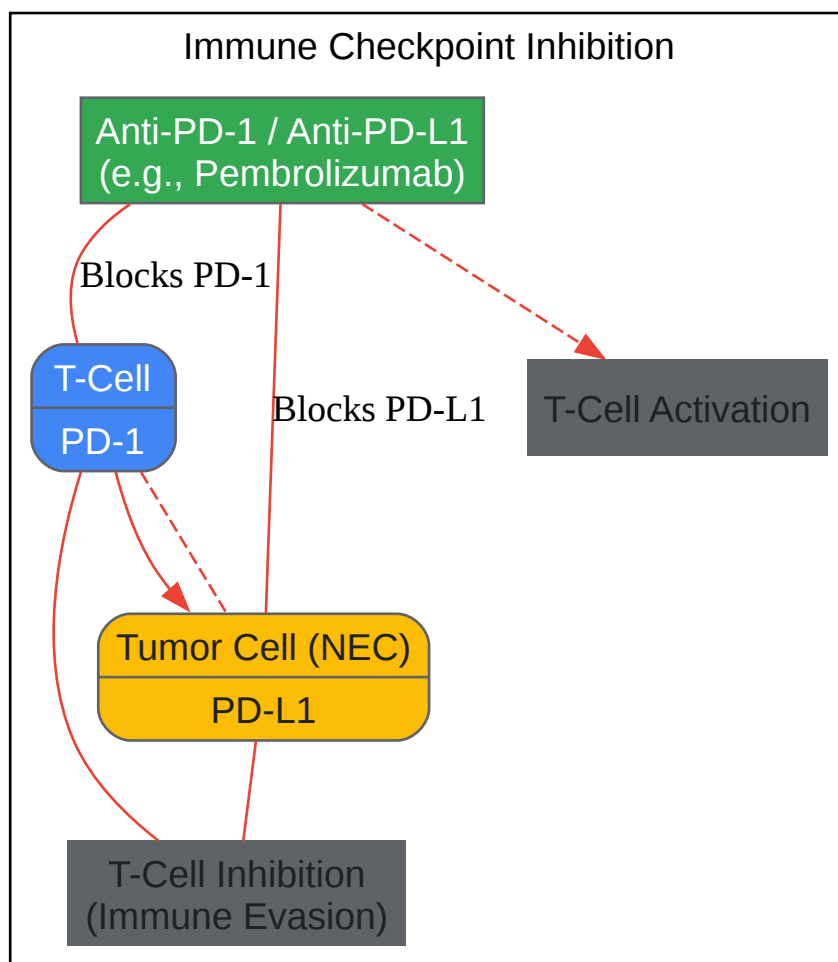 Immune Checkpoint Inhibition
Anti-PD-1 / Anti-PD-L1
(e.g., Pembrolizumab)
Blocks PD-1
T-Cell
PD-1
Blocks PD-L1
T-Cell Activation
Tumor Cell (NEC)
PD-L1
T-Cell Inhibition
(Immune Evasion)